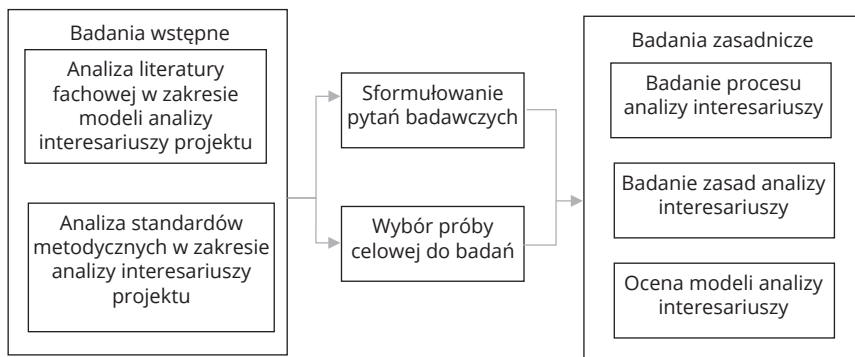 Badania wstępne
Analiza literatury
fachowej w zakresie
modeli analizy
interesariuszy projektu
Analiza standardów
metodycznych w zakresie
analizy interesariuszy
projektu
Sformułowanie
pytań badawczych
Wybór próby
celowej do badań
Badania zasadnicze
Badanie procesu
analizy interesariuszy
Badanie zasad analizy
interesariuszy
Ocena modeli analizy
interesariuszy